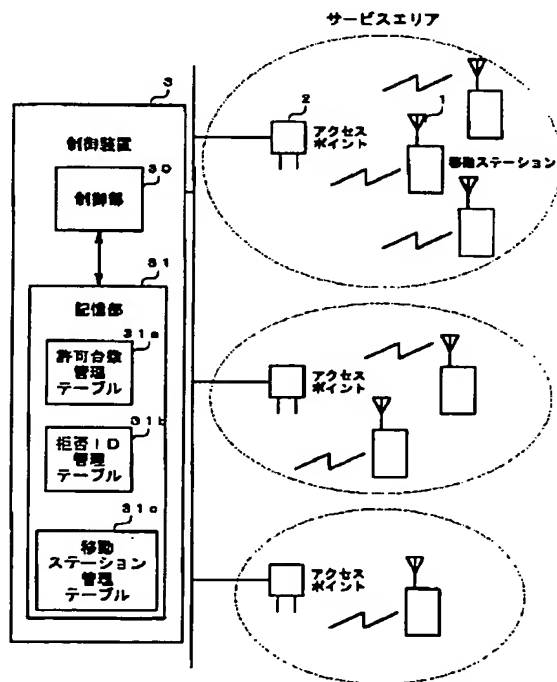 サービスエリア
3
制御装置
30
制御部
31
記憶部
31a
許可台数
管理
テーブル
31b
拒否ID
管理
テーブル
31c
移動
ステーション
管理
テーブル
2
アクセス
ポイント
1
移動ステーション
アクセス
ポイント
アクセス
ポイント